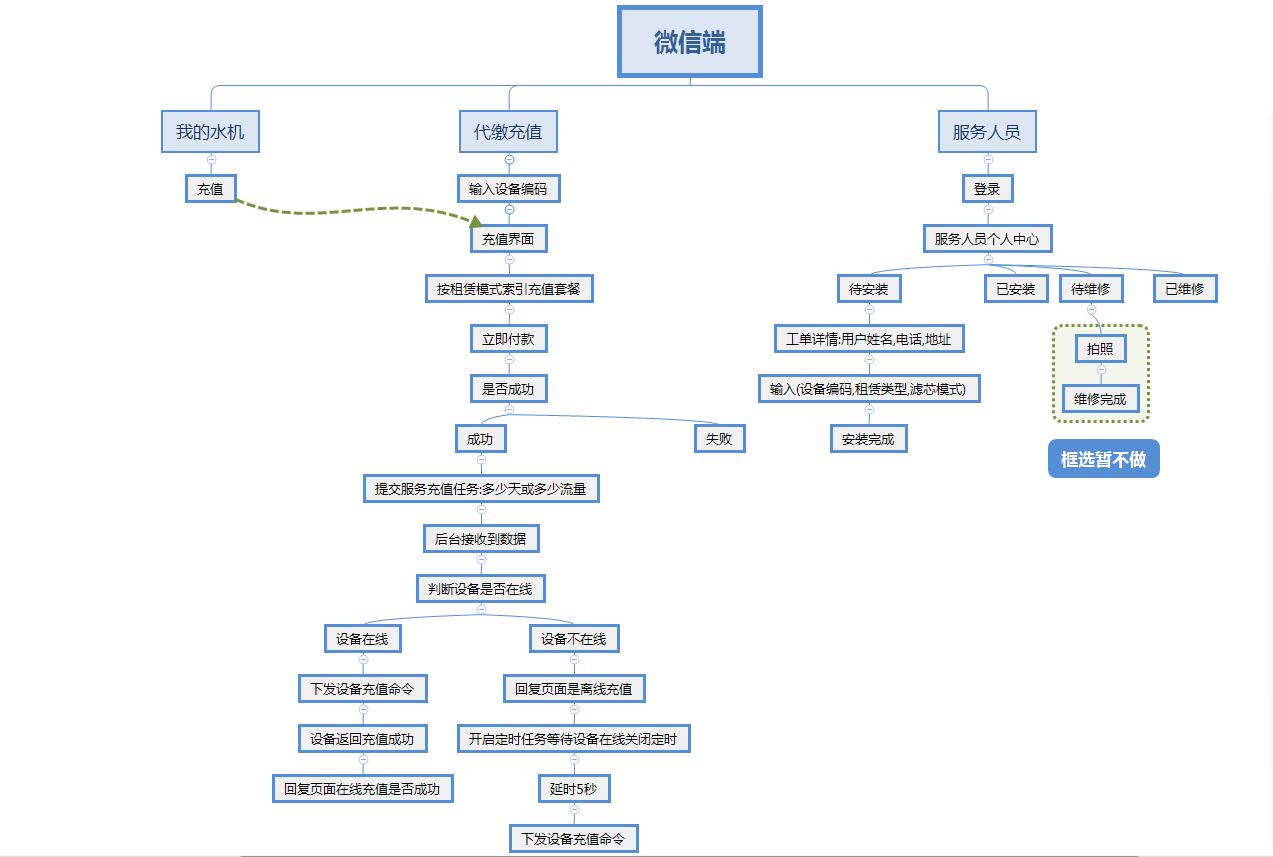 微信端
我的水机
代缴充值
服务人员
充值
输入设备编码
登录
充值界面
服务人员个人中心
按租赁模式索引充值套餐
待安装
已安装
待维修
已维修
立即付款
工单详情:用户姓名,电话,地址
拍照
是否成功
输入(设备编码,租赁类型,滤芯模式)
维修完成
成功
失败
安装完成
框选暂不做
提交服务充值任务:多少天或多少流量
后台接收到数据
判断设备是否在线
设备在线
设备不在线
下发设备充值命令
回复页面是离线充值
设备返回充值成功
开启定时任务等待设备在线关闭定时
回复页面在线充值是否成功
延时5秒
下发设备充值命令